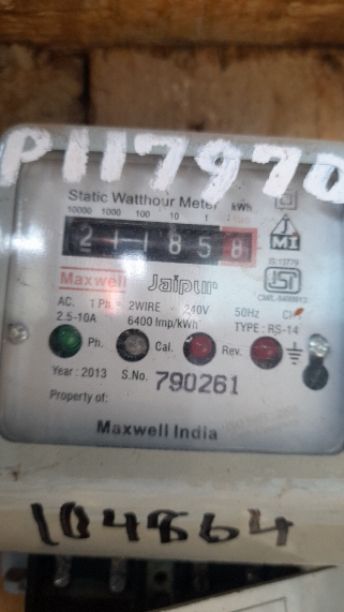 P117970
Static Watthour Meter kWh
10000 1000 100 10 1
2 1 1 8 5 8
JMI
IS:13779
Maxwell Jaipur
ISI
AC. 1 Ph. 2WIRE - 240V 50Hz
2.5-10A 6400 Imp/kWh TYPE : RS-14
Ph. Cal. Rev.
Year : 2013 S.No. 790261
Property of:
Maxwell India
104864